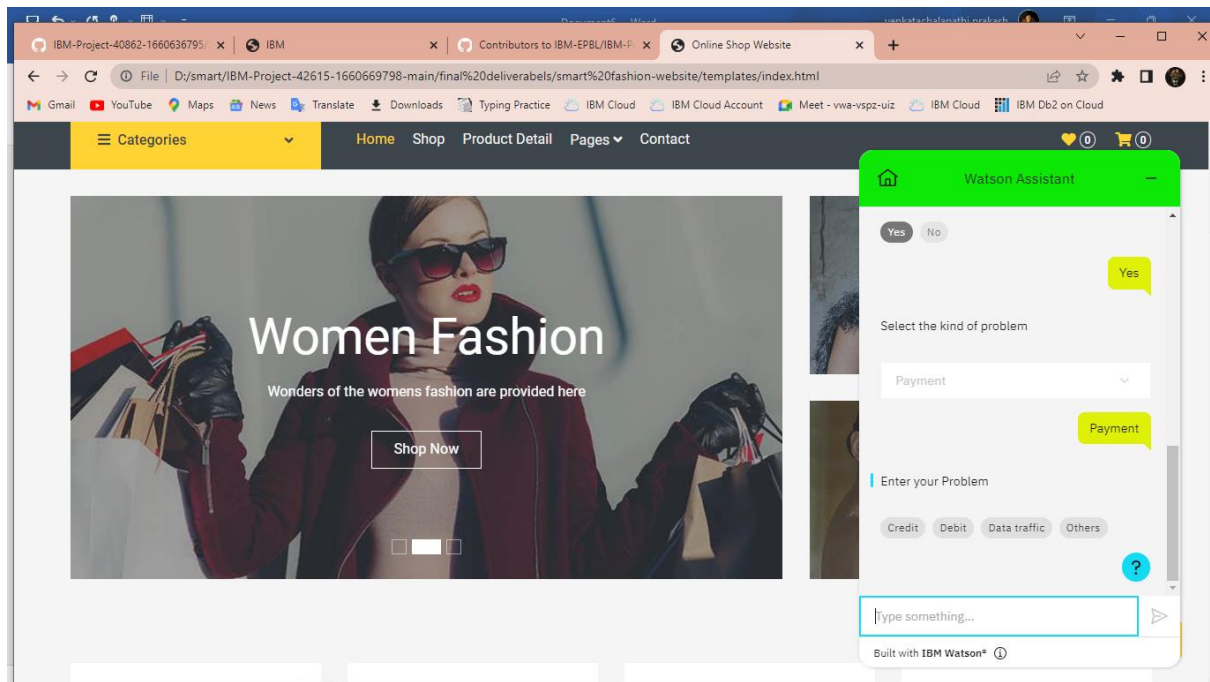 Document6 - Word
venkatachalapathi prakash
IBM-Project-40862-1660636795/
IBM
Contributors to IBM-EPBL/IBM-P
Online Shop Website
File | D:/smart/IBM-Project-42615-1660669798-main/final%20deliverabels/smart%20fashion-website/templates/index.html
Gmail YouTube Maps News Translate Downloads Typing Practice IBM Cloud IBM Cloud Account Meet - vwa-vspz-uiz IBM Cloud IBM Db2 on Cloud
Categories Home Shop Product Detail Pages Contact 0 0
Women Fashion
Wonders of the womens fashion are provided here
Shop Now
Watson Assistant
Yes No
Yes
Select the kind of problem
Payment
Payment
Enter your Problem
Credit Debit Data traffic Others
?
Type something...
Built with IBM Watson®